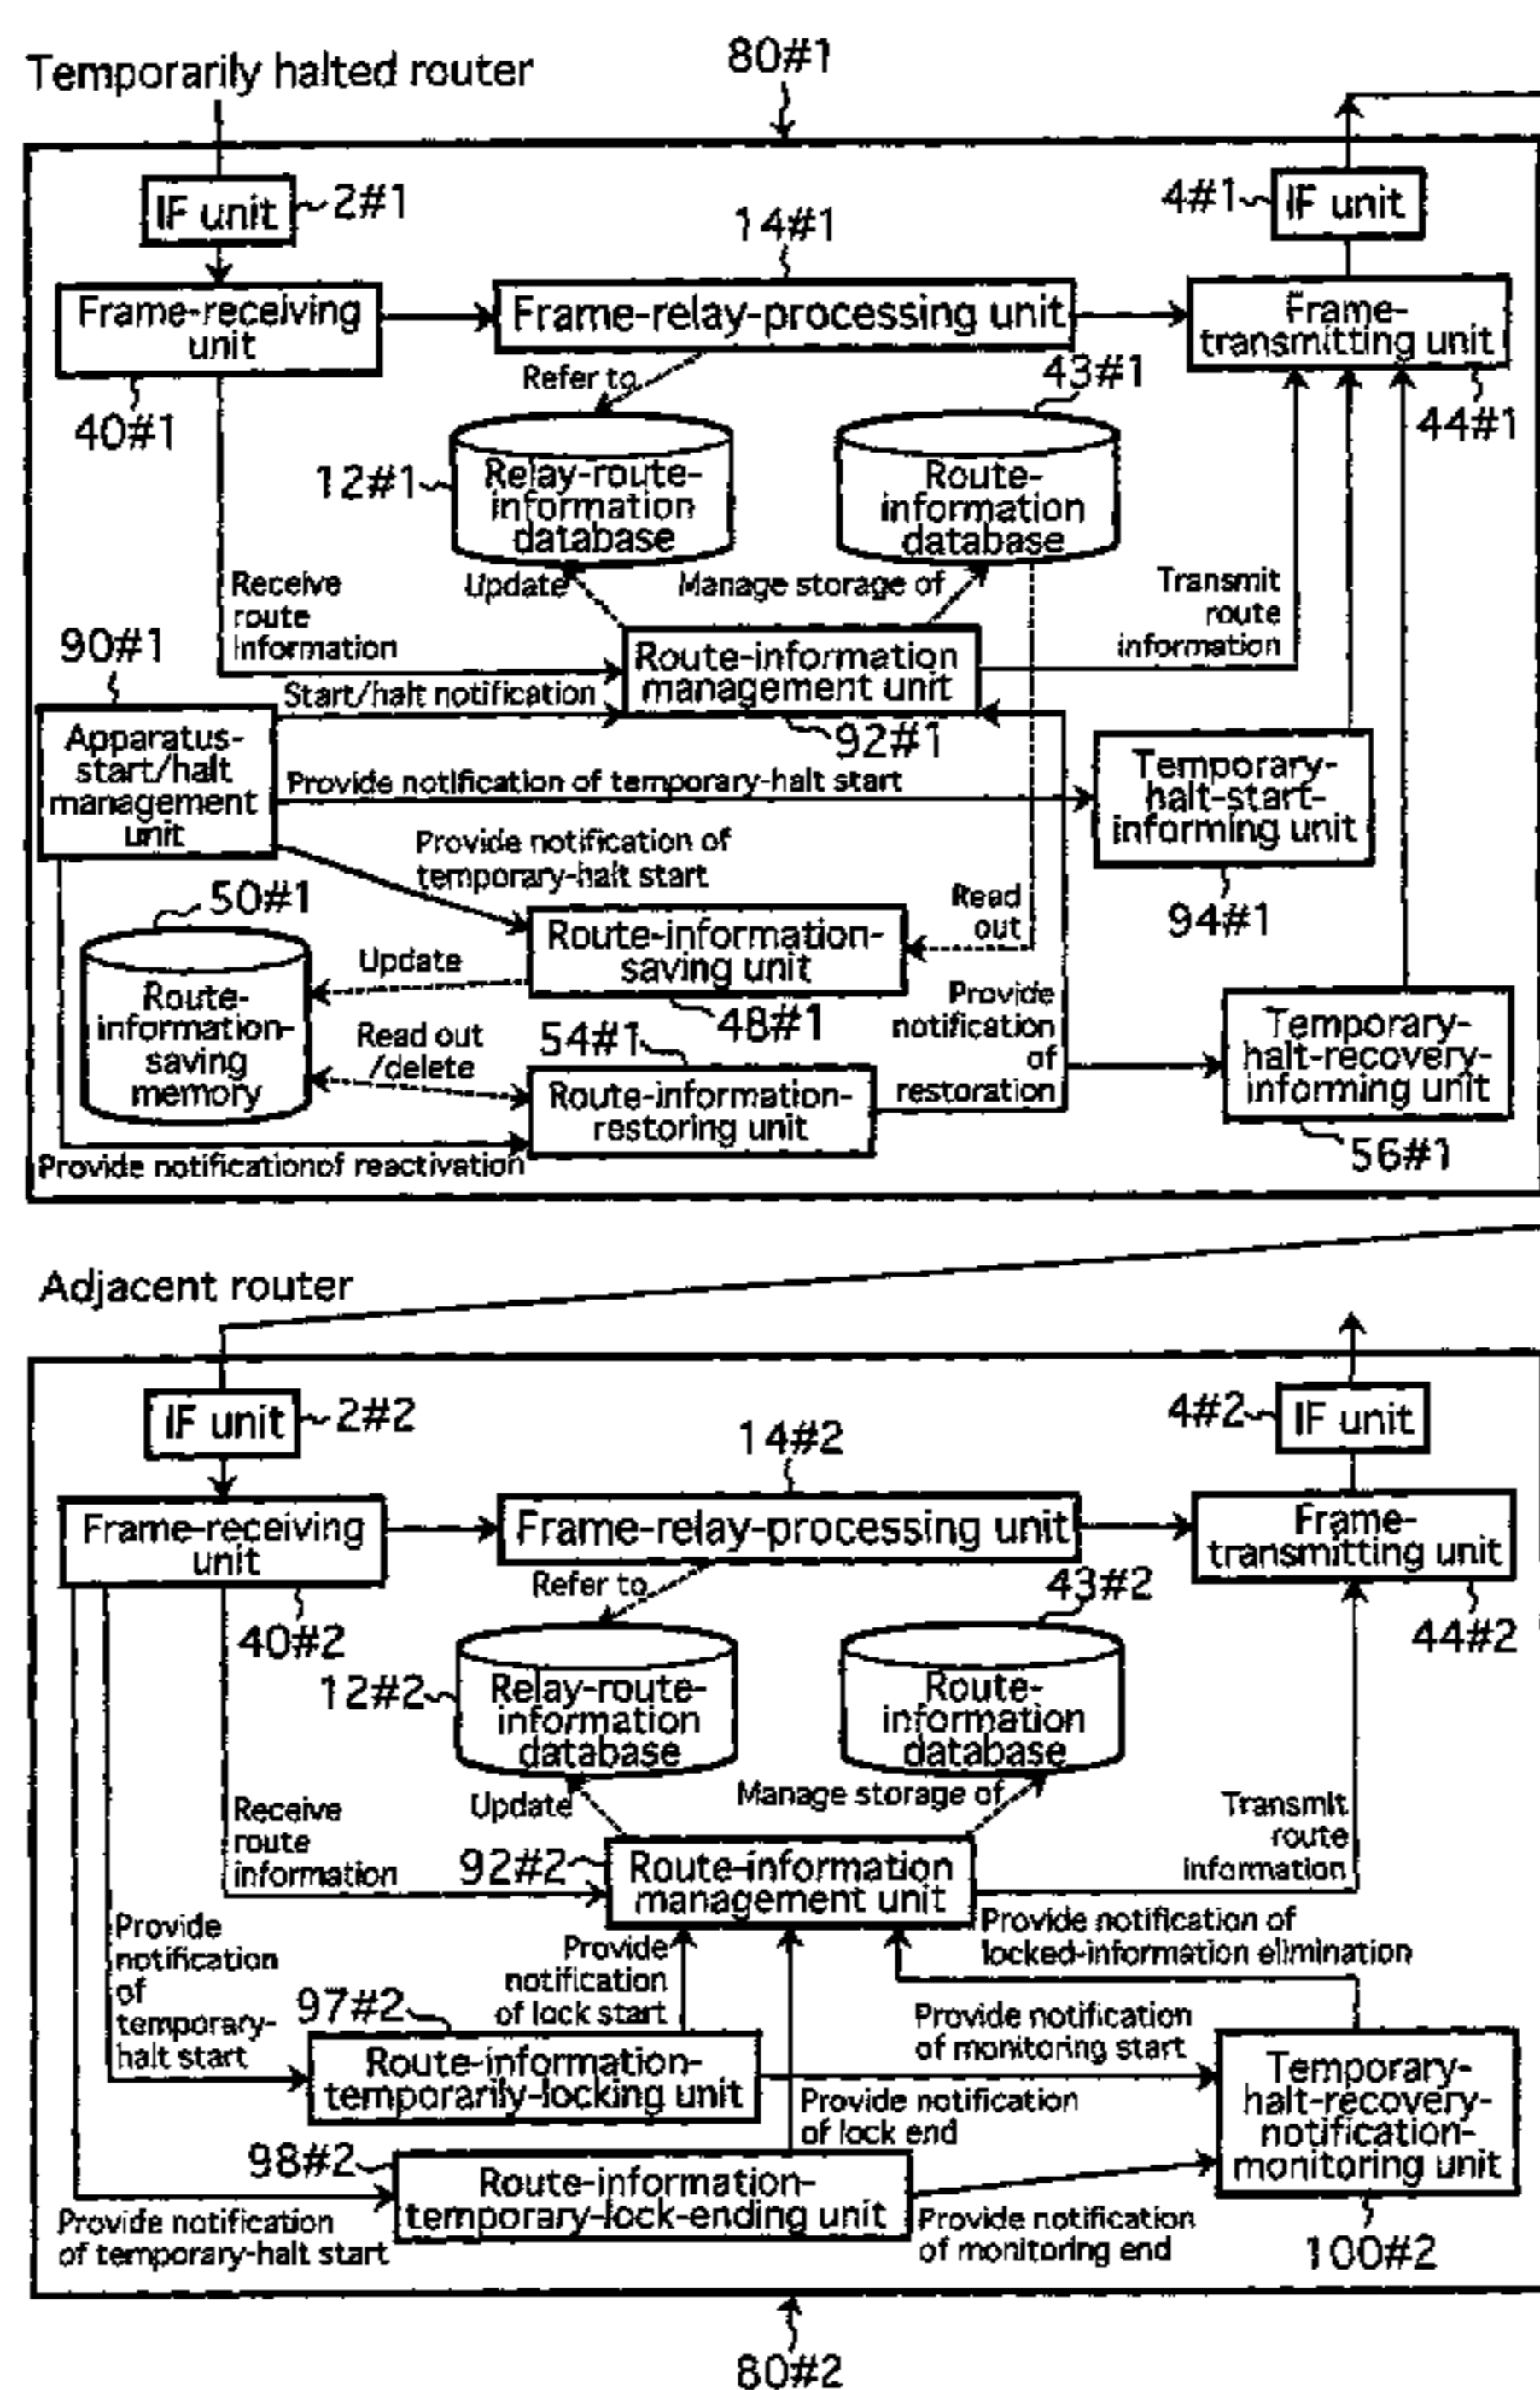 Temporarily halted router
80#1
IF unit
2#1
4#1
IF unit
14#1
Frame-receiving
unit
Frame-relay-processing unit
Frame-
transmitting unit
40#1
Refer to
43#1
44#1
12#1
Relay-route-
information
database
Route-
information
database
Receive
route
information
Update
Manage storage of
Transmit
route
information
90#1
Route-information
management unit
Start/halt notification
92#1
Apparatus-
start/halt
management
unit
Provide notification of temporary-halt start
Temporary-
halt-start-
informing unit
94#1
Provide notification of
temporary-halt start
50#1
Read
out
Route-information-
saving unit
48#1
Update
Route-
information-
saving
memory
Read out
/delete
54#1
Provide
notification
of
restoration
Temporary-
halt-recovery-
informing unit
56#1
Route-information-
restoring unit
Provide notificationof reactivation
Adjacent router
IF unit
2#2
4#2
IF unit
14#2
Frame-receiving
unit
Frame-relay-processing unit
Frame-
transmitting unit
40#2
Refer to
43#2
44#2
12#2
Relay-route-
information
database
Route-
information
database
Receive
route
information
Update
Manage storage of
Transmit
route
information
92#2
Route-information
management unit
Provide notification of
locked-information elimination
Provide
notification
of
temporary-
halt start
Provide
notification
of lock start
97#2
Route-information-
temporarily-locking unit
Provide notification
of monitoring start
Provide notification
of lock end
Temporary-
halt-recovery-
notification-
monitoring unit
98#2
Route-information-
temporary-lock-ending unit
Provide notification
of temporary-halt start
Provide notification
of monitoring end
100#2
80#2